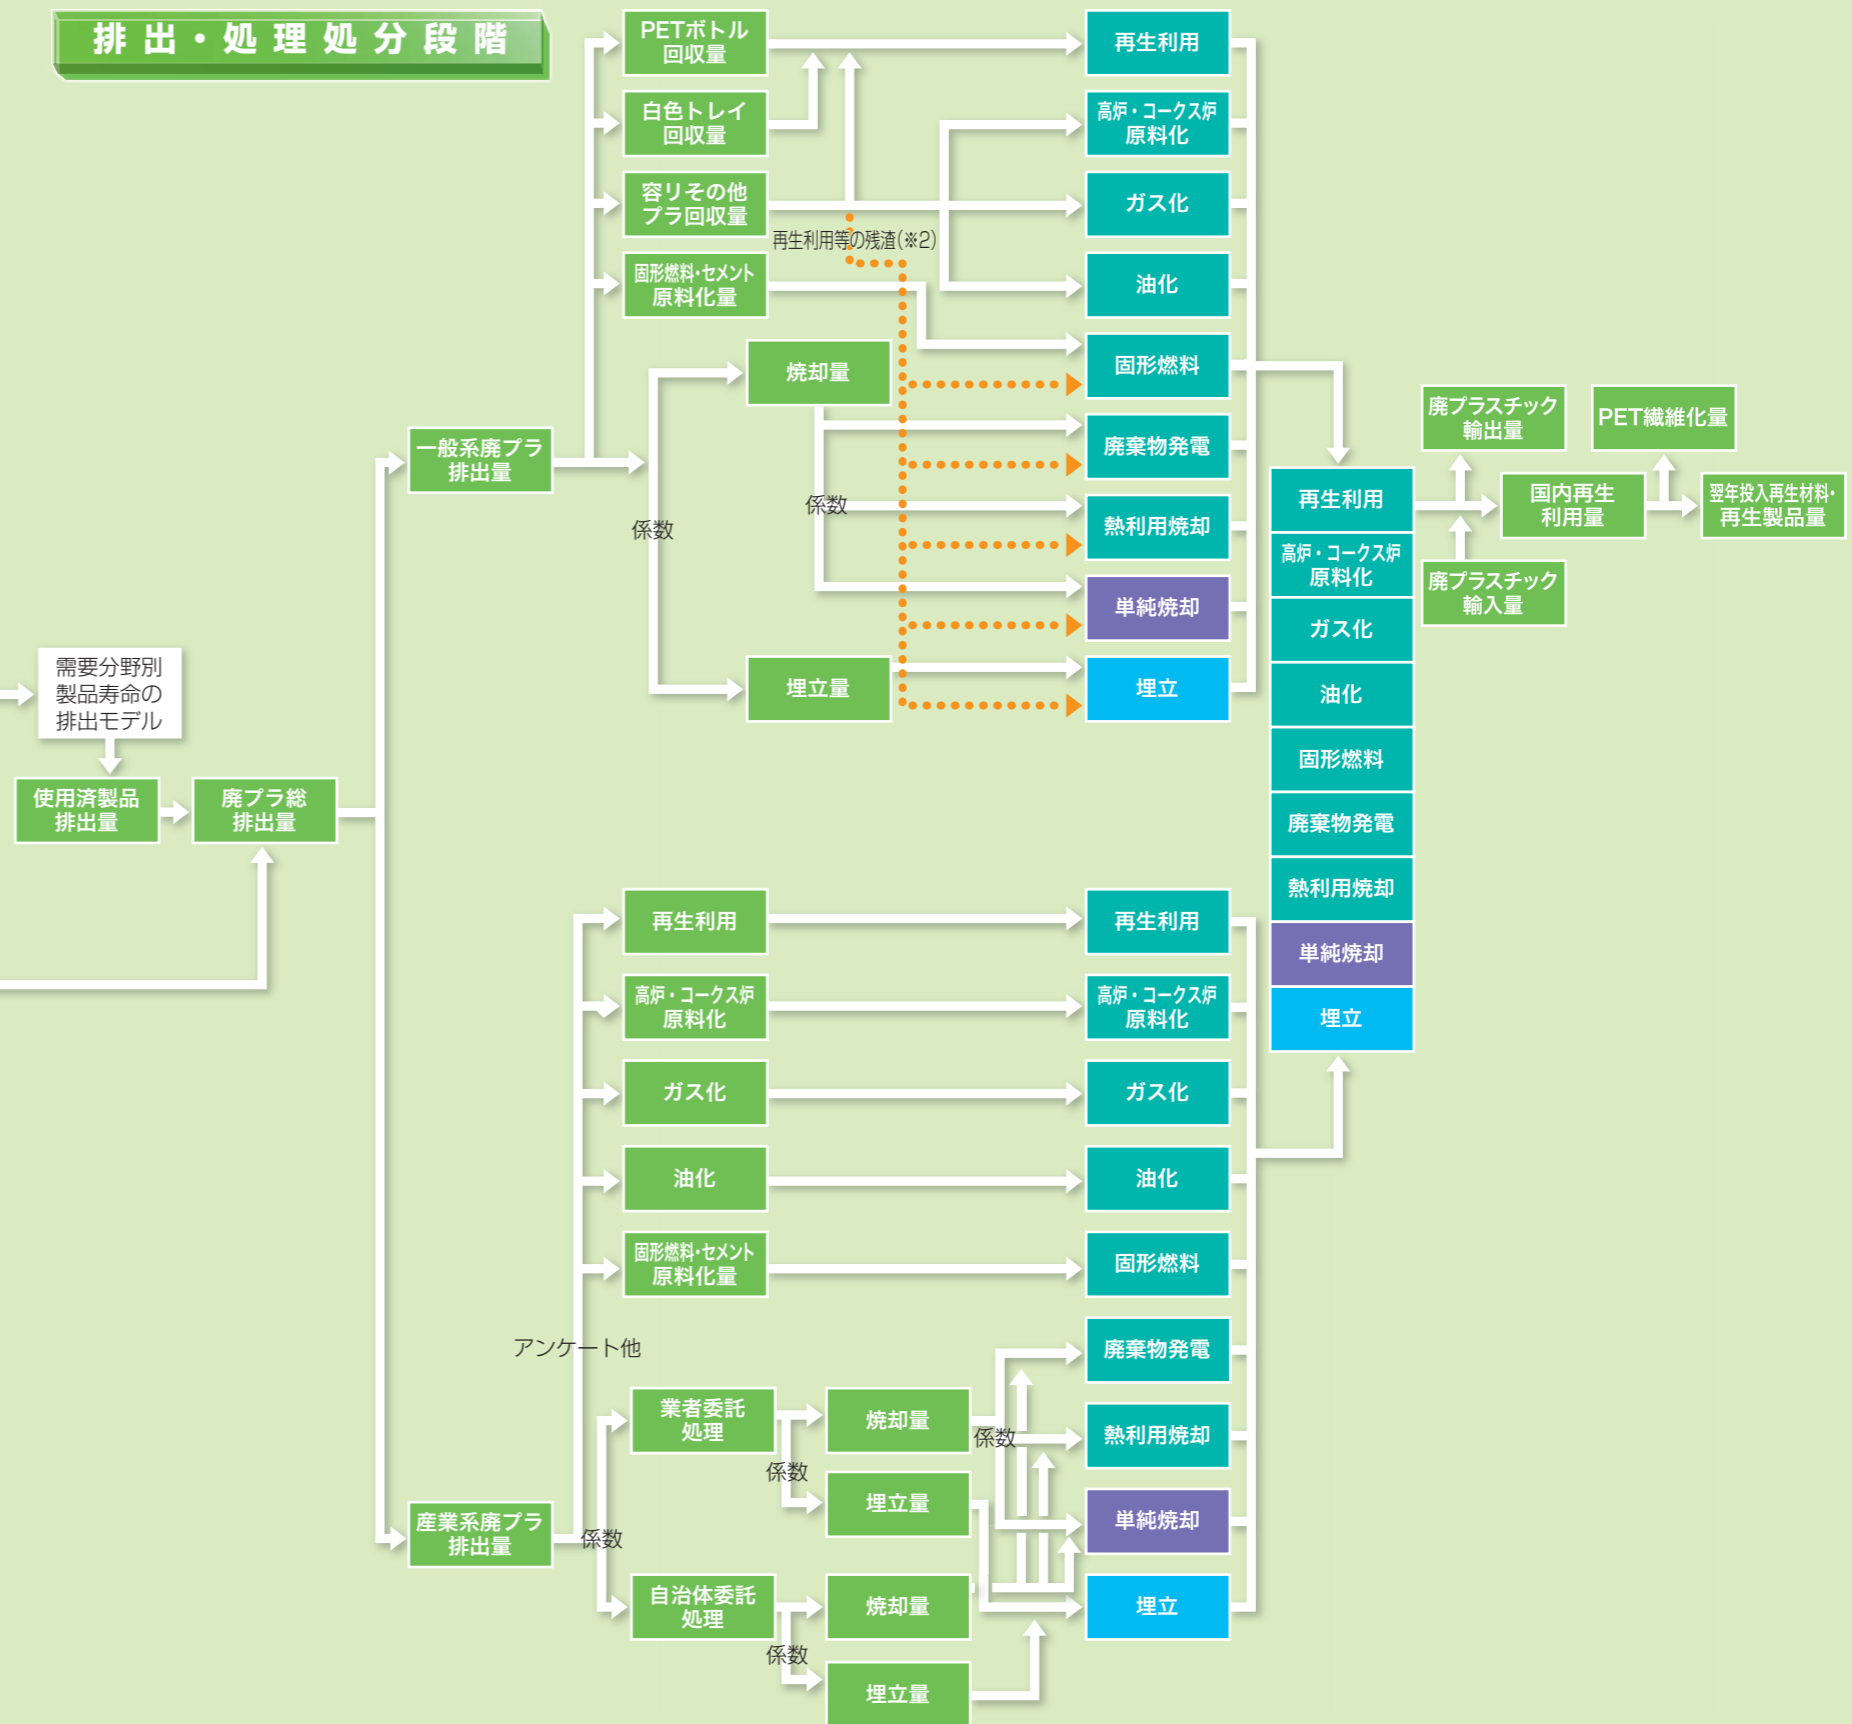 排出・処理処分段階
PETボトル
回収量
白色トレイ
回収量
容リその他
プラ回収量
再生利用等の残渣(※2)
固形燃料・セメント
原料化量
焼却量
係数
係数
埋立量
一般系廃プラ
排出量
再生利用
高炉・コークス炉
原料化
ガス化
油化
固形燃料
廃棄物発電
熱利用焼却
単純焼却
埋立
需要分野別
製品寿命の
排出モデル
使用済製品
排出量
廃プラ総
排出量
再生利用
高炉・コークス炉
原料化
ガス化
油化
固形燃料
廃棄物発電
熱利用焼却
単純焼却
埋立
廃プラスチック
輸出量
PET繊維化量
国内再生
利用量
翌年投入再生材料・
再生製品量
廃プラスチック
輸入量
再生利用
高炉・コークス炉
原料化
ガス化
油化
固形燃料・セメント
原料化量
アンケート他
産業系廃プラ
排出量
係数
業者委託
処理
係数
焼却量
埋立量
係数
自治体委託
処理
係数
焼却量
埋立量
再生利用
高炉・コークス炉
原料化
ガス化
油化
固形燃料
廃棄物発電
熱利用焼却
単純焼却
埋立